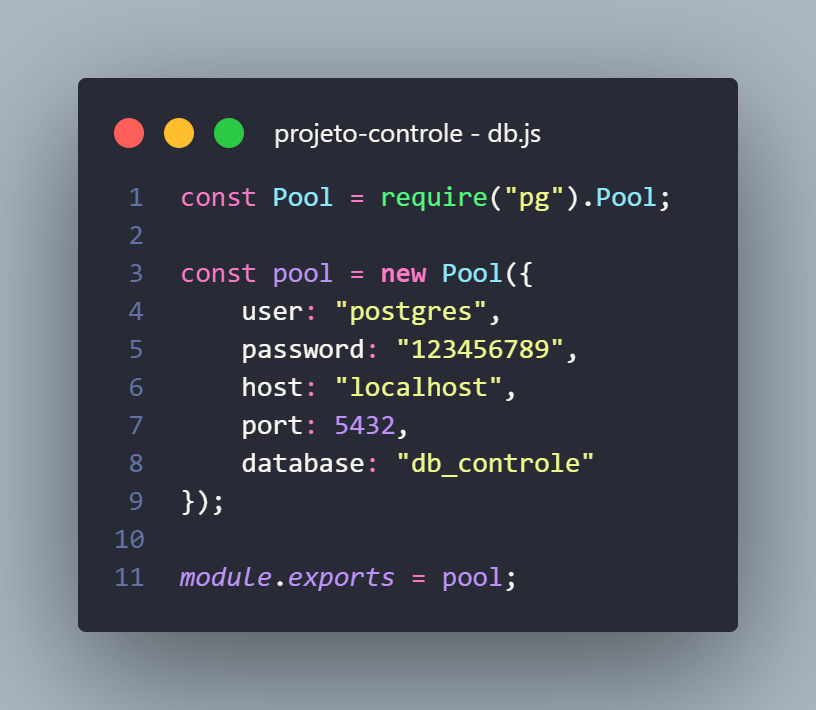 projeto-controle - db.js
1 const Pool = require("pg").Pool;
2
3 const pool = new Pool({
4     user: "postgres",
5     password: "123456789",
6     host: "localhost",
7     port: 5432,
8     database: "db_controle"
9 });
10
11 module.exports = pool;